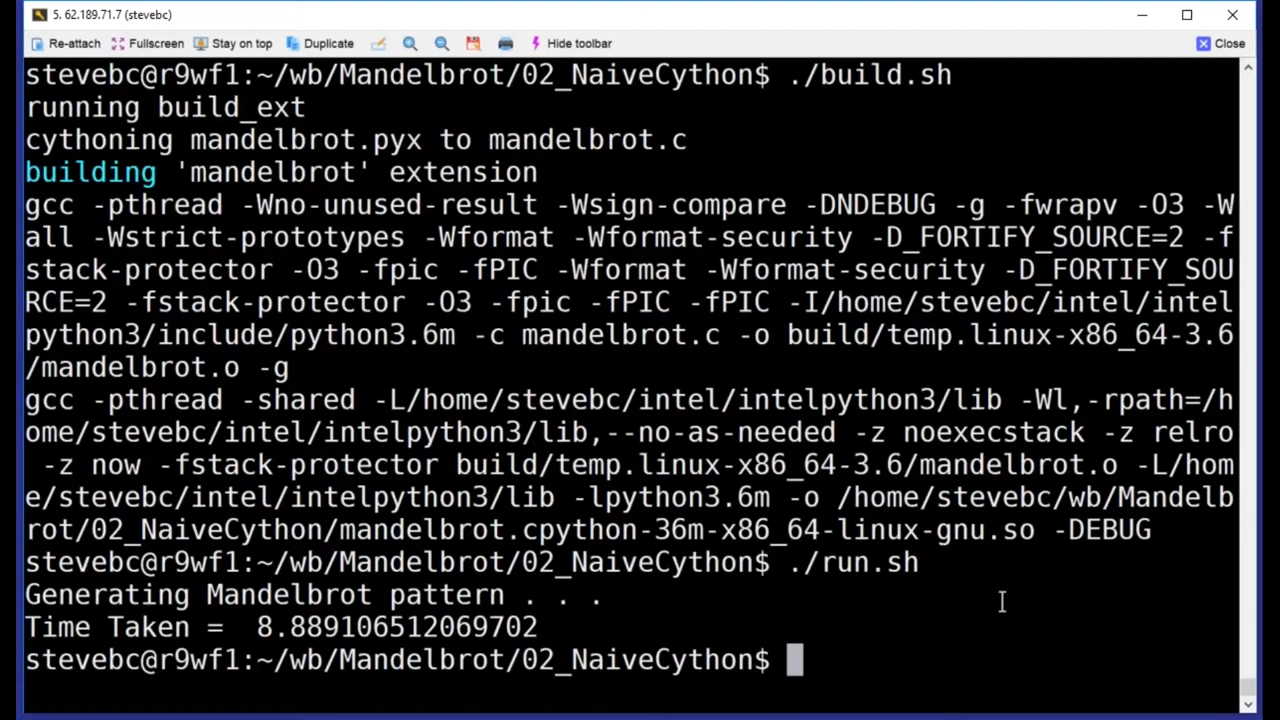 5. 62.189.71.7 (stevebc)
Re-attach Fullscreen Stay on top Duplicate Hide toolbar Close
stevebc@r9wf1:~/wb/Mandelbrot/02_NaiveCython$ ./build.sh
running build_ext
cythoning mandelbrot.pyx to mandelbrot.c
building 'mandelbrot' extension
gcc -pthread -Wno-unused-result -Wsign-compare -DNDEBUG -g -fwrapv -O3 -W
all -Wstrict-prototypes -Wformat -Wformat-security -D_FORTIFY_SOURCE=2 -f
stack-protector -O3 -fpic -fPIC -Wformat -Wformat-security -D_FORTIFY_SOU
RCE=2 -fstack-protector -O3 -fpic -fPIC -fPIC -I/home/stevebc/intel/intel
python3/include/python3.6m -c mandelbrot.c -o build/temp.linux-x86_64-3.6
/mandelbrot.o -g
gcc -pthread -shared -L/home/stevebc/intel/intelpython3/lib -Wl,-rpath=/h
ome/stevebc/intel/intelpython3/lib,--no-as-needed -z noexecstack -z relro
-z now -fstack-protector build/temp.linux-x86_64-3.6/mandelbrot.o -L/hom
e/stevebc/intel/intelpython3/lib -lpython3.6m -o /home/stevebc/wb/Mandelb
rot/02_NaiveCython/mandelbrot.cpython-36m-x86_64-linux-gnu.so -DEBUG
stevebc@r9wf1:~/wb/Mandelbrot/02_NaiveCython$ ./run.sh
Generating Mandelbrot pattern . . .
Time Taken =  8.889106512069702
stevebc@r9wf1:~/wb/Mandelbrot/02_NaiveCython$